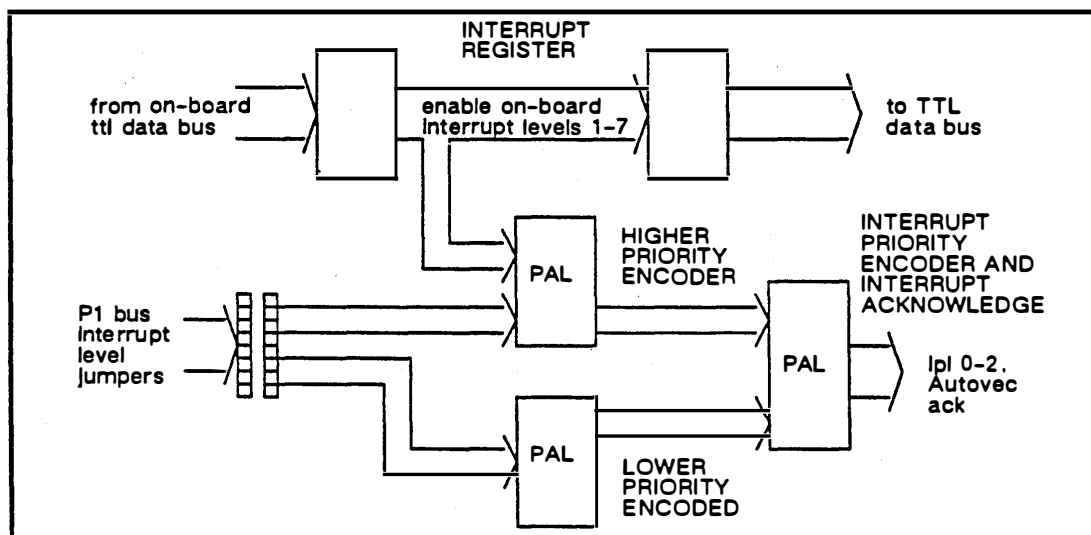 INTERRUPT
REGISTER
from on-board
ttl data bus
enable on-board
interrupt levels 1-7
to TTL
data bus
PAL
HIGHER
PRIORITY
ENCODER
INTERRUPT
PRIORITY
ENCODER AND
INTERRUPT
ACKNOWLEDGE
P1 bus
interrupt
level
jumpers
PAL
Ipl 0-2,
Autovec
ack
PAL
LOWER
PRIORITY
ENCODED